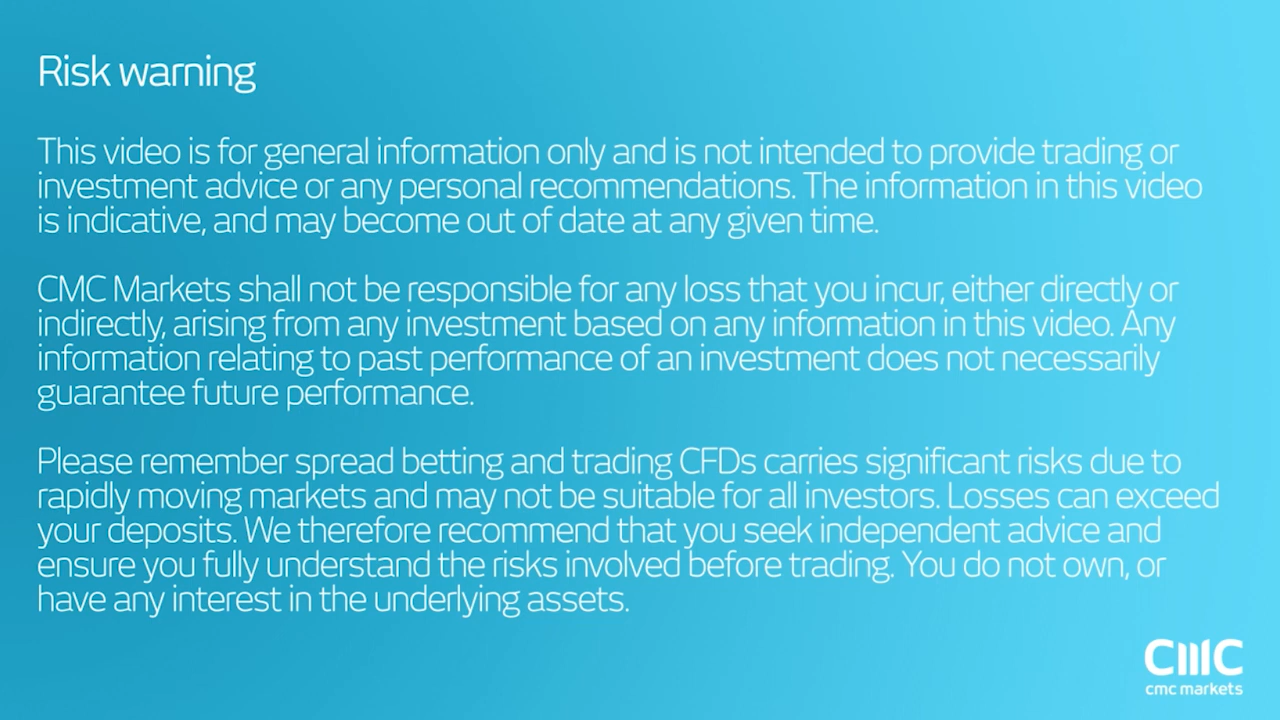 Risk warning
This video is for general information only and is not intended to provide trading or
investment advice or any personal recommendations. The information in this video
is indicative, and may become out of date at any given time.
CMC Markets shall not be responsible for any loss that you incur, either directly or
indirectly, arising from any investment based on any information in this video. Any
information relating to past performance of an investment does not necessarily
guarantee future performance.
Please remember spread betting and trading CFDs carries significant risks due to
rapidly moving markets and may not be suitable for all investors. Losses can exceed
your deposits. We therefore recommend that you seek independent advice and
ensure you fully understand the risks involved before trading. You do not own, or
have any interest in the underlying assets.
CMC
cmc markets